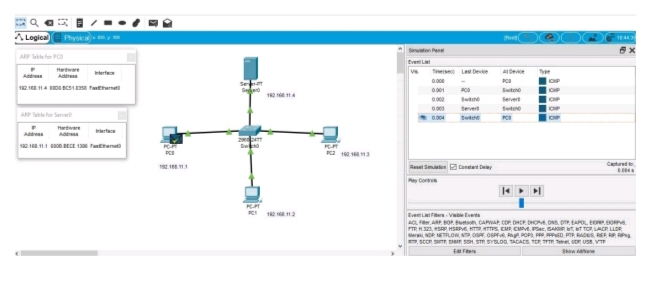 Logical
Physical x: 830, y: 309
[Root]
ARP Table for PC0
IP Address
Hardware Address
Interface
192.168.11.4 00D0.BC51.0358 FastEthernet0
ARP Table for Server0
IP Address
Hardware Address
Interface
192.168.11.1 000B.BECE.1386 FastEthernet0
Server-PT
Server0
192.168.11.4
2960-24TT
Switch0
PC-PT
PC0
192.168.11.1
PC-PT
PC2
192.168.11.3
PC-PT
PC1
192.168.11.2
Simulation Panel
Event List
Vis. Time(sec) Last Device At Device Type
0.000 -- PC0 ICMP
0.001 PC0 Switch0 ICMP
0.002 Switch0 Server0 ICMP
0.003 Server0 Switch0 ICMP
0.004 Switch0 PC0 ICMP
Reset Simulation Constant Delay
Captured to:
0.004 s
Play Controls
Event List Filters - Visible Events
ACL Filter, ARP, BGP, Bluetooth, CAPWAP, CDP, DHCP, DHCPv6, DNS, DTP, EAPOL, EIGRP, EIGRPv6,
FTP, H.323, HSRP, HSRPv6, HTTP, HTTPS, ICMP, ICMPv6, IPSec, ISAKMP, IoT, IoT TCP, LACP, LLDP,
Meraki, NDP, NETFLOW, NTP, OSPF, OSPFv6, PAgP, POP3, PPP, PPPoED, PTP, RADIUS, REP, RIP, RIPng,
RTP, SCCP, SMTP, SNMP, SSH, STP, SYSLOG, TACACS, TCP, TFTP, Telnet, UDP, USB, VTP
Edit Filters
Show All/None